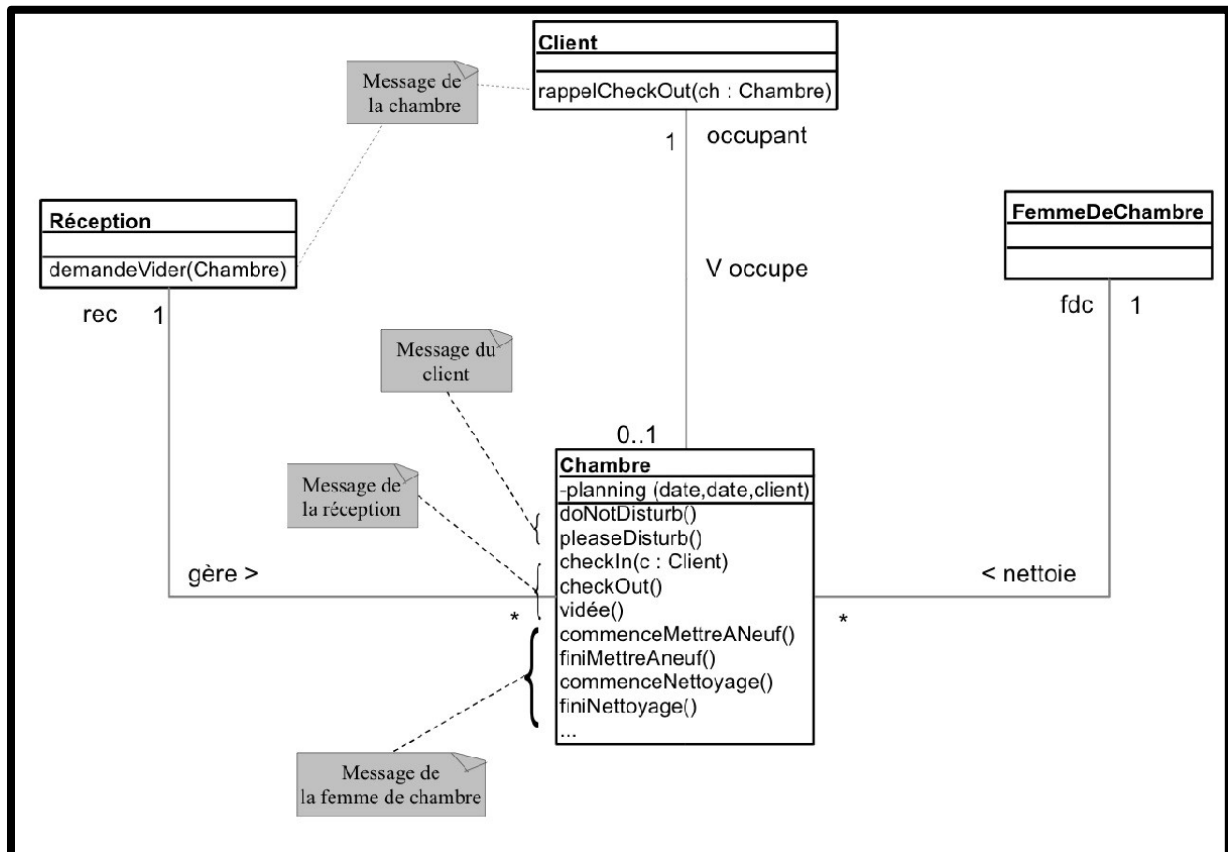 Client
rappelCheckOut(ch : Chambre)
Message de
la chambre
1 occupant
Réception
demandeVider(Chambre)
FemmeDeChambre
V occupe
rec 1
fdc 1
Message du
client
0..1
Chambre
-planning (date,date,client)
doNotDisturb()
pleaseDisturb()
checkIn(c : Client)
checkOut()
vidée()
commenceMettreANeuf()
finiMettreAneuf()
commenceNettoyage()
finiNettoyage()
...
Message de
la réception
gère >
*
< nettoie
*
Message de
la femme de chambre